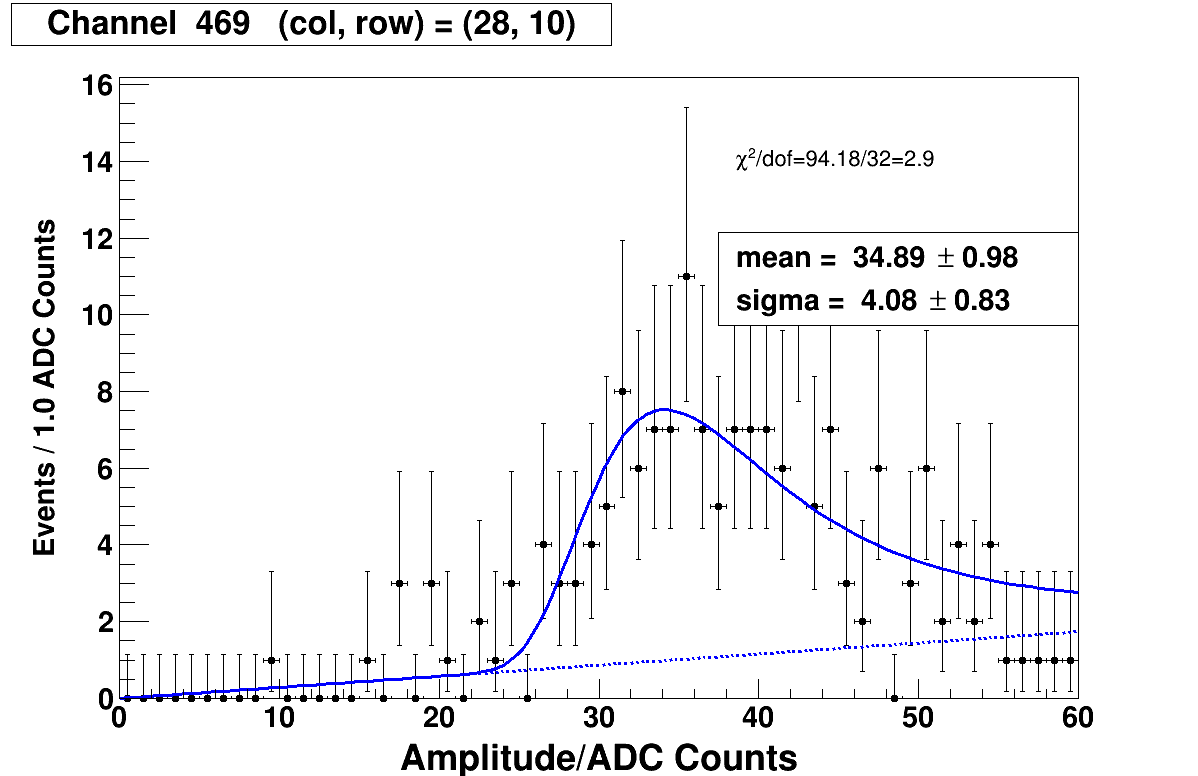 Channel 469 (col, row) = (28, 10)
16
14
12
10
8
6
4
2
0
Events / 1.0 ADC Counts
χ²/dof=94.18/32=2.9
mean = 34.89 ± 0.98
sigma = 4.08 ± 0.83
0 10 20 30 40 50 60
Amplitude/ADC Counts